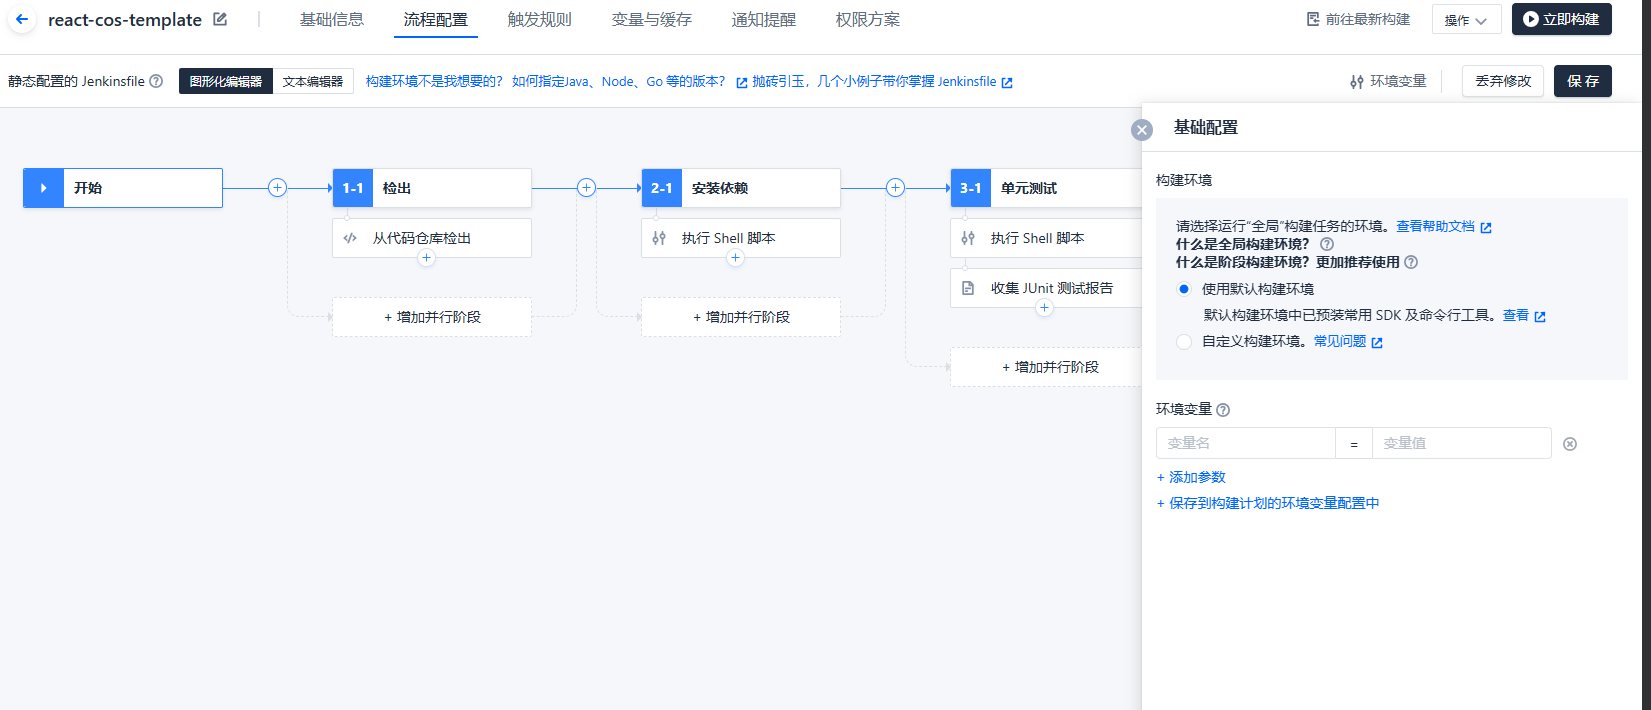 react-cos-template
基础信息
流程配置
触发规则
变量与缓存
通知提醒
权限方案
前往最新构建
操作
立即构建
静态配置的 Jenkinsfile
图形化编辑器
文本编辑器
构建环境不是我想要的? 如何指定Java、Node、Go 等的版本?
抛砖引玉，几个小例子带你掌握 Jenkinsfile
环境变量
丢弃修改
保 存
基础配置
开始
1-1 检出
2-1 安装依赖
3-1 单元测试
从代码仓库检出
执行 Shell 脚本
执行 Shell 脚本
收集 JUnit 测试报告
+ 增加并行阶段
+ 增加并行阶段
+ 增加并行阶段
构建环境
请选择运行“全局”构建任务的环境。查看帮助文档
什么是全局构建环境?
什么是阶段构建环境? 更加推荐使用
使用默认构建环境
默认构建环境中已预装常用 SDK 及命令行工具。查看
自定义构建环境。常见问题
环境变量
变量名 = 变量值
+ 添加参数
+ 保存到构建计划的环境变量配置中